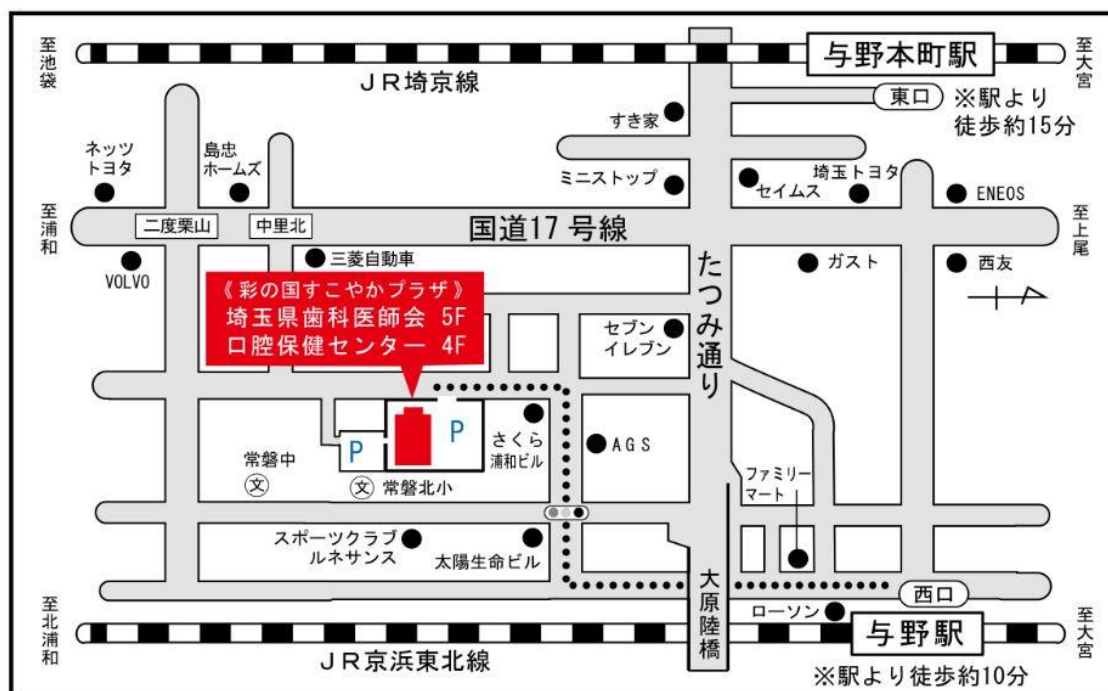 至池袋
JR埼京線
与野本町駅
至大宮
東口
※駅より
徒歩約15分
すき家
ネッツ
トヨタ
島忠
ホームズ
ミニストップ
セイムス
埼玉トヨタ
ENEOS
至浦和
二度栗山
中里北
国道17号線
至上尾
VOLVO
三菱自動車
たつみ通り
ガスト
西友
《彩の国すこやかプラザ》
埼玉県歯科医師会 5F
口腔保健センター 4F
セブン
イレブン
P
P
さくら
浦和ビル
AGS
常磐中
文
文
常磐北小
ファミリー
マート
スポーツクラブ
ルネサンス
太陽生命ビル
大原陸橋
西口
ローソン
至北浦和
JR京浜東北線
与野駅
至大宮
※駅より徒歩約10分